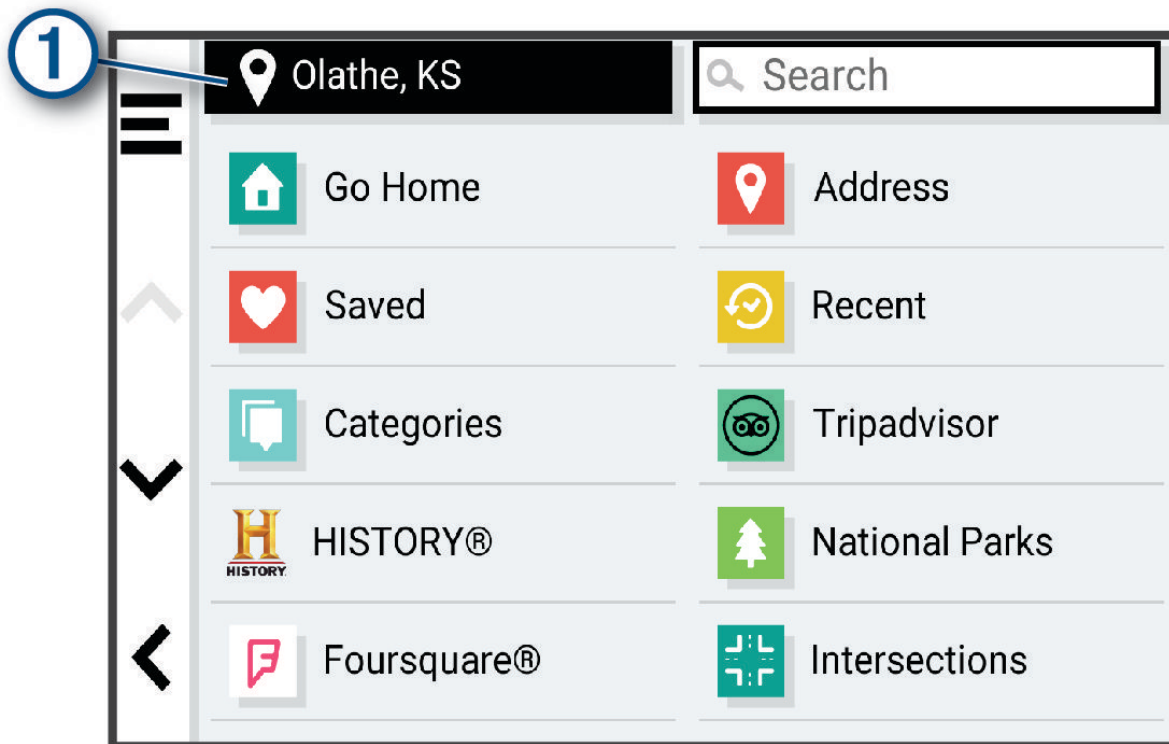 1
Olathe, KS
Search
Go Home
Address
Saved
Recent
Categories
Tripadvisor
H
HISTORY
HISTORY®
National Parks
Foursquare®
Intersections